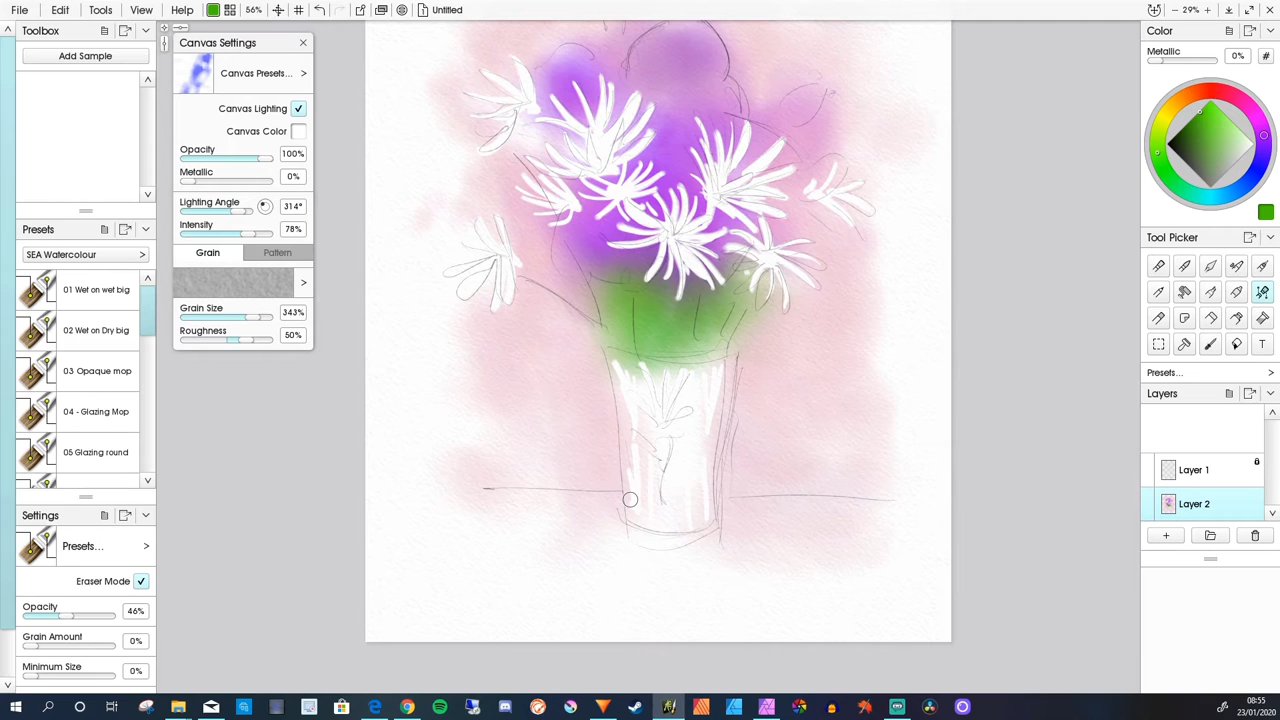 File Edit Tools View Window Help 56% Untitled 29%
Toolbox
Add Sample
Presets
SEA Watercolour >
01 Wet on wet big
02 Wet on Dry big
03 Opaque mop
04 - Glazing Mop
05 Glazing round
Settings
Presets... >
Eraser Mode
Opacity
46%
Grain Amount
0%
Minimum Size
0%
Canvas Settings
Canvas Presets... >
Canvas Lighting
Canvas Color
Opacity
100%
Metallic
0%
Lighting Angle
314°
Intensity
78%
Grain Pattern
Grain Size
343%
Roughness
50%
Color
Metallic
0% #
Tool Picker
T
Presets... >
Layers
Layer 1
Layer 2
08:55
23/01/2020